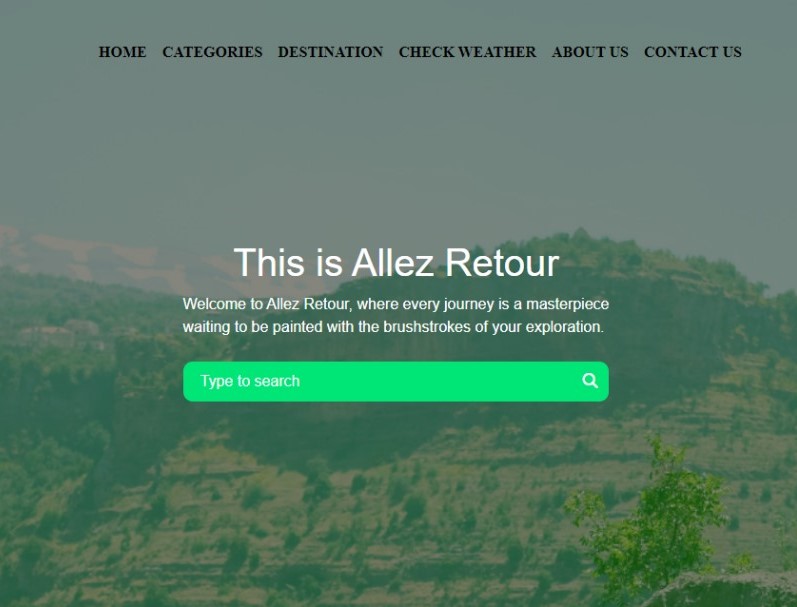 HOME CATEGORIES DESTINATION CHECK WEATHER ABOUT US CONTACT US
This is Allez Retour
Welcome to Allez Retour, where every journey is a masterpiece
waiting to be painted with the brushstrokes of your exploration.
Type to search